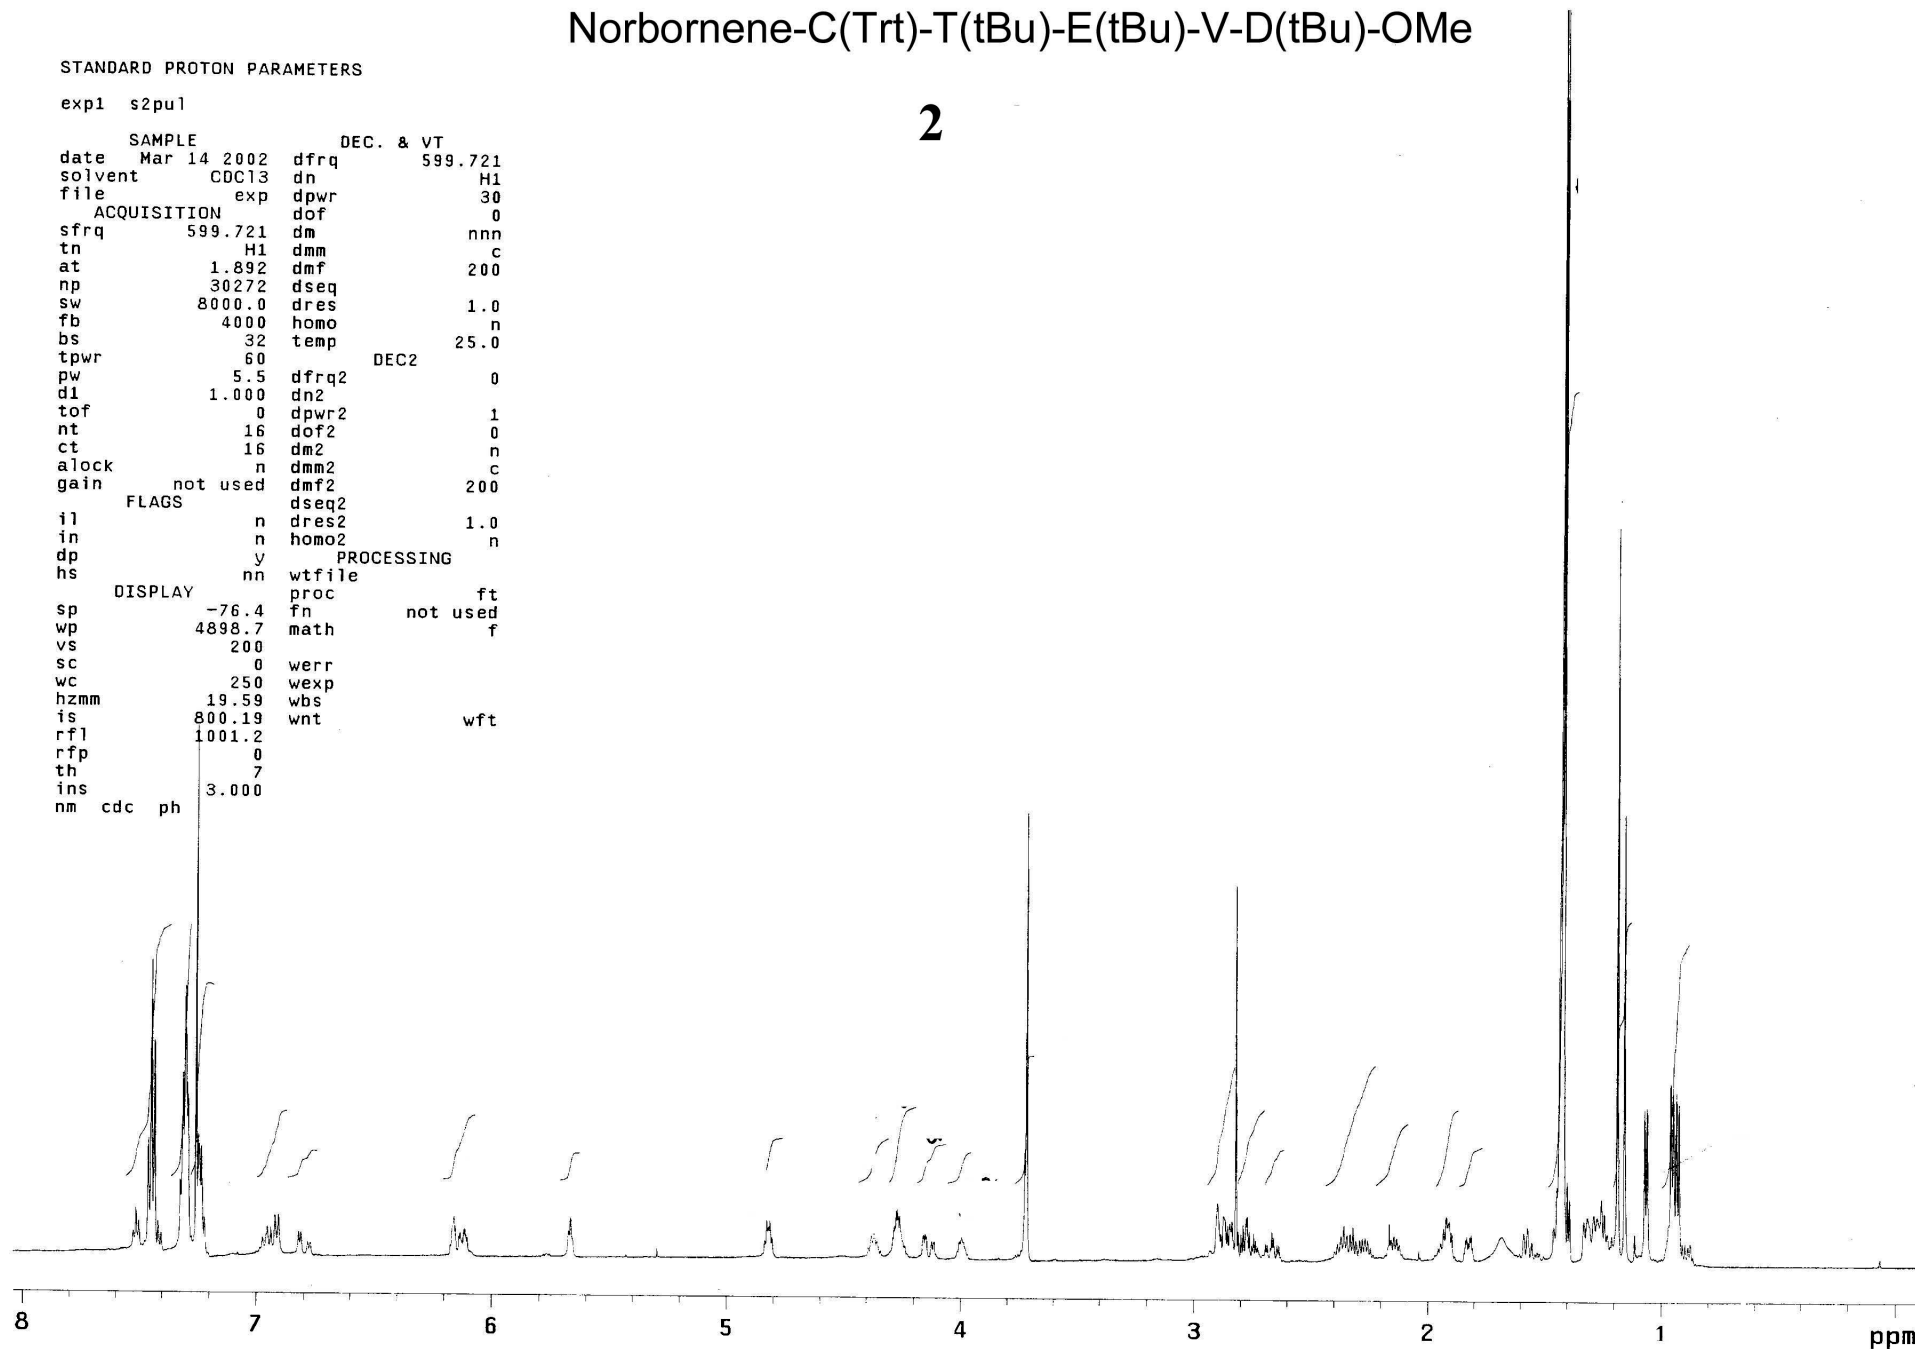 Norbornene-C(Trt)-T(tBu)-E(tBu)-V-D(tBu)-OMe
2
STANDARD PROTON PARAMETERS
exp1 s2pul
SAMPLE DEC. & VT
date Mar 14 2002 dfrq 599.721
solvent CDCl3 dn H1
file exp dpwr 30
ACQUISITION dof 0
sfrq 599.721 dm nnn
tn H1 dmm c
at 1.892 dmf 200
np 30272 dseq
sw 8000.0 dres 1.0
fb 4000 homo n
bs 32 temp 25.0
tpwr 60 DEC2
pw 5.5 dfrq2 0
d1 1.000 dn2
tof 0 dpwr2 1
nt 16 dof2 0
ct 16 dm2 n
alock n dmm2 c
gain not used dmf2 200
FLAGS dseq2
il n dres2 1.0
in n homo2 n
dp y PROCESSING
hs nn wtfile
DISPLAY proc ft
sp -76.4 fn not used
wp 4898.7 math f
vs 200
sc 0 werr
wc 250 wexp
hzmm 19.59 wbs
is 800.19 wnt wft
rfl 1001.2
rfp 0
th 7
ins 3.000
nm cdc ph
8 7 6 5 4 3 2 1 ppm